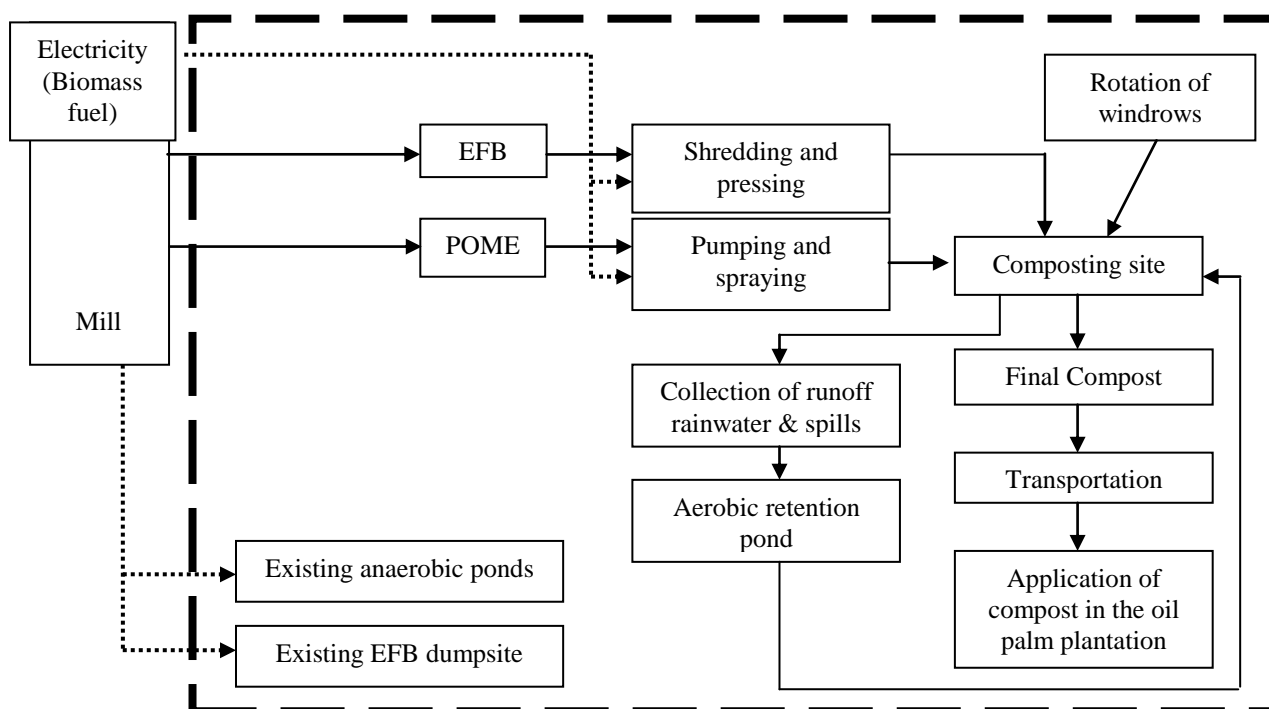 Electricity
(Biomass
fuel)
Mill
EFB
POME
Shredding and
pressing
Pumping and
spraying
Rotation of
windrows
Composting site
Collection of runoff
rainwater & spills
Aerobic retention
pond
Final Compost
Transportation
Application of
compost in the oil
palm plantation
Existing anaerobic ponds
Existing EFB dumpsite